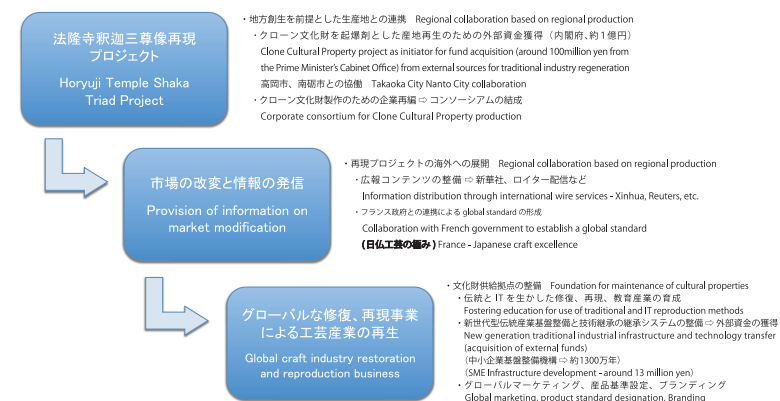 法隆寺釈迦三尊像再現
プロジェクト
Horyuji Temple Shaka
Triad Project
・地方創生を前提とした生産地との連携 Regional collaboration based on regional production
・クローン文化財を起爆剤とした産地再生のための外部資金獲得（内閣府、約1億円）
Clone Cultural Property project as initiator for fund acquisition (around 100million yen from
the Prime Minister's Cabinet Office) from external sources for traditional industry regeneration
高岡市、南砺市との協働 Takaoka City Nanto City collaboration
・クローン文化財製作のための企業再編 ⇨ コンソーシアムの結成
Corporate consortium for Clone Cultural Property production
市場の改変と情報の発信
Provision of information on
market modification
・再現プロジェクトの海外への展開 Regional collaboration based on regional production
・広報コンテンツの整備 ⇨ 新華社、ロイター配信など
Information distribution through international wire services - Xinhua, Reuters, etc.
・フランス政府との連携による global standard の形成
Collaboration with French government to establish a global standard
(日仏工芸の極み) France - Japanese craft excellence
グローバルな修復、再現事業
による工芸産業の再生
Global craft industry restoration
and reproduction business
・文化財供給拠点の整備 Foundation for maintenance of cultural properties
・伝統と IT を生かした修復、再現、教育産業の育成
Fostering education for use of traditional and IT reproduction methods
・新世代型伝統産業基盤整備と技術継承の継承システムの整備 ⇨ 外部資金の獲得
New generation traditional industrial infrastructure and technology transfer
(acquisition of external funds)
（中小企業基盤整備機構 ⇨ 約1300万年）
(SME Infrastructure development - around 13 million yen)
・グローバルマーケティング、産品基準設定、ブランディング
Global marketing, product standard designation, Branding